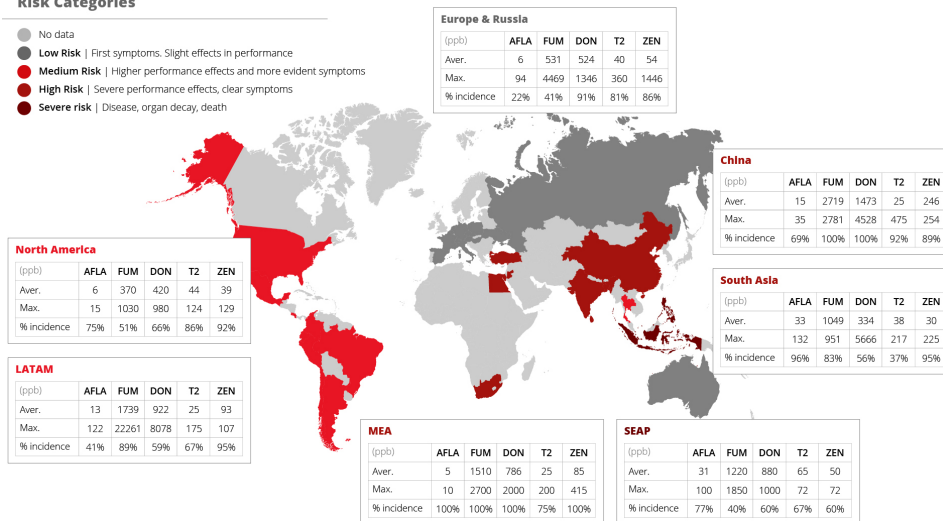 Risk Categories
No data
Low Risk | First symptoms. Slight effects in performance
Medium Risk | Higher performance effects and more evident symptoms
High Risk | Severe performance effects, clear symptoms
Severe risk | Disease, organ decay, death
Europe & Russia
(ppb) AFLA FUM DON T2 ZEN
Aver. 6 531 524 40 54
Max. 94 4469 1346 360 1446
% incidence 22% 41% 91% 81% 86%
China
(ppb) AFLA FUM DON T2 ZEN
Aver. 15 2719 1473 25 246
Max. 35 2781 4528 475 254
% incidence 69% 100% 100% 92% 89%
North America
(ppb) AFLA FUM DON T2 ZEN
Aver. 6 370 420 44 39
Max. 15 1030 980 124 129
% incidence 75% 51% 66% 86% 92%
South Asia
(ppb) AFLA FUM DON T2 ZEN
Aver. 33 1049 334 38 30
Max. 132 951 5666 217 225
% incidence 96% 83% 56% 37% 95%
LATAM
(ppb) AFLA FUM DON T2 ZEN
Aver. 13 1739 922 25 93
Max. 122 22261 8078 175 107
% incidence 41% 89% 59% 67% 95%
MEA
(ppb) AFLA FUM DON T2 ZEN
Aver. 5 1510 786 25 85
Max. 10 2700 2000 200 415
% incidence 100% 100% 100% 75% 100%
SEAP
(ppb) AFLA FUM DON T2 ZEN
Aver. 31 1220 880 65 50
Max. 100 1850 1000 72 72
% incidence 77% 40% 60% 67% 60%